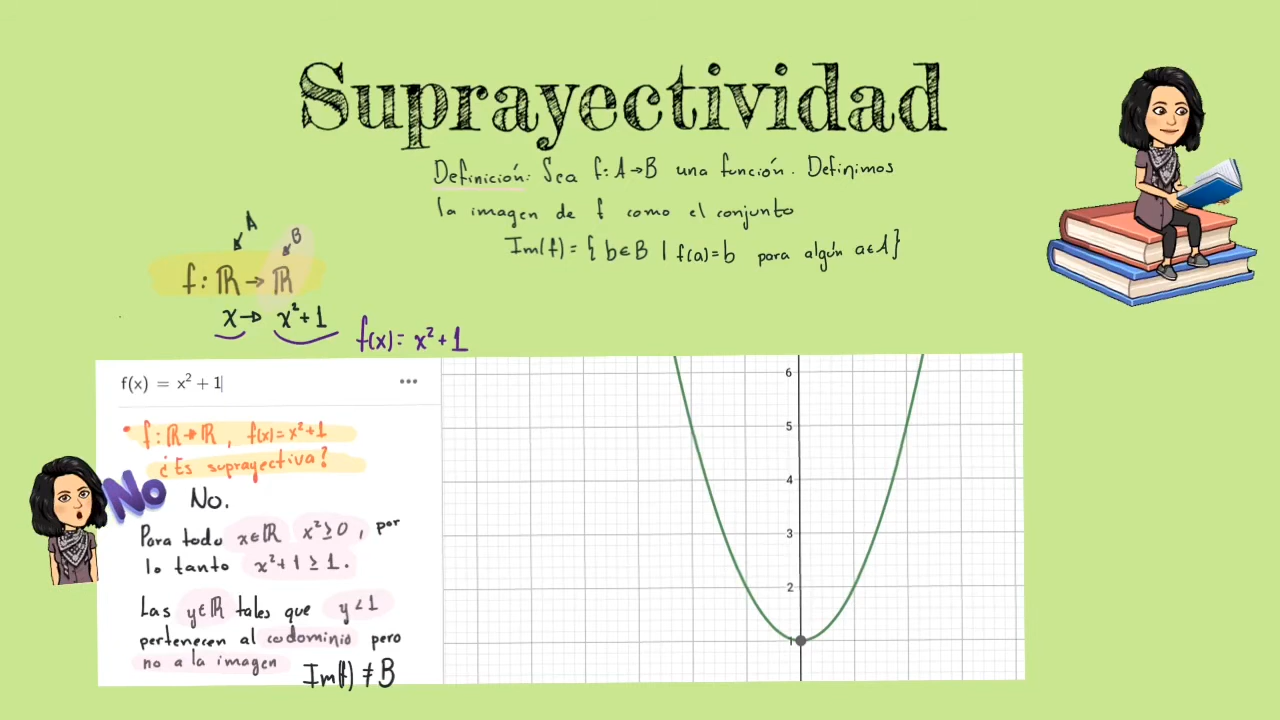 Suprayectividad
Definición: Sea f: A→B una función. Definimos
la imagen de f como el conjunto
Im(f) = { b∈B | f(a)=b para algún a∈A }
A
B
f: ℝ → ℝ
x → x²+1
f(x) = x²+1
f(x) = x² + 1
• f: ℝ→ℝ, f(x)=x²+1
¿Es suprayectiva?
No
No.
Para todo x∈ℝ x²≥0, por
lo tanto x²+1 ≥ 1.
Las y∈ℝ tales que y<1
pertenecen al codominio pero
no a la imagen
Im(f) ≠ B
6
5
4
3
2
1